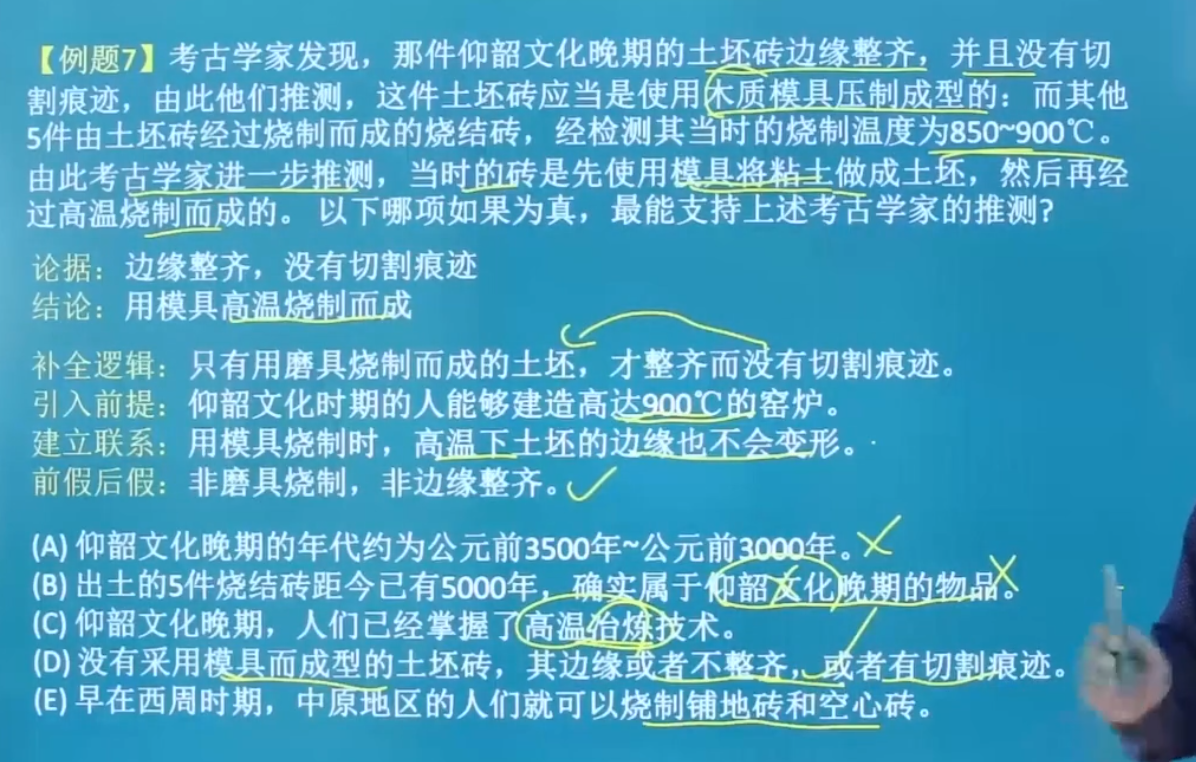 【例题7】考古学家发现，那件仰韶文化晚期的土坯砖边缘整齐，并且没有切
割痕迹，由此他们推测，这件土坯砖应当是使用木质模具压制成型的：而其他
5件由土坯砖经过烧制而成的烧结砖，经检测其当时的烧制温度为850~900℃。
由此考古学家进一步推测，当时的砖是先使用模具将粘土做成土坯，然后再经
过高温烧制而成的。 以下哪项如果为真，最能支持上述考古学家的推测?
论据：边缘整齐，没有切割痕迹
结论：用模具高温烧制而成
补全逻辑：只有用磨具烧制而成的土坯，才整齐而没有切割痕迹。
引入前提：仰韶文化时期的人能够建造高达900℃的窑炉。
建立联系：用模具烧制时，高温下土坯的边缘也不会变形。
前假后假：非磨具烧制，非边缘整齐。
(A) 仰韶文化晚期的年代约为公元前3500年~公元前3000年。
(B) 出土的5件烧结砖距今已有5000年，确实属于仰韶文化晚期的物品。
(C) 仰韶文化晚期，人们已经掌握了高温冶炼技术。
(D) 没有采用模具而成型的土坯砖，其边缘或者不整齐，或者有切割痕迹。
(E) 早在西周时期，中原地区的人们就可以烧制铺地砖和空心砖。